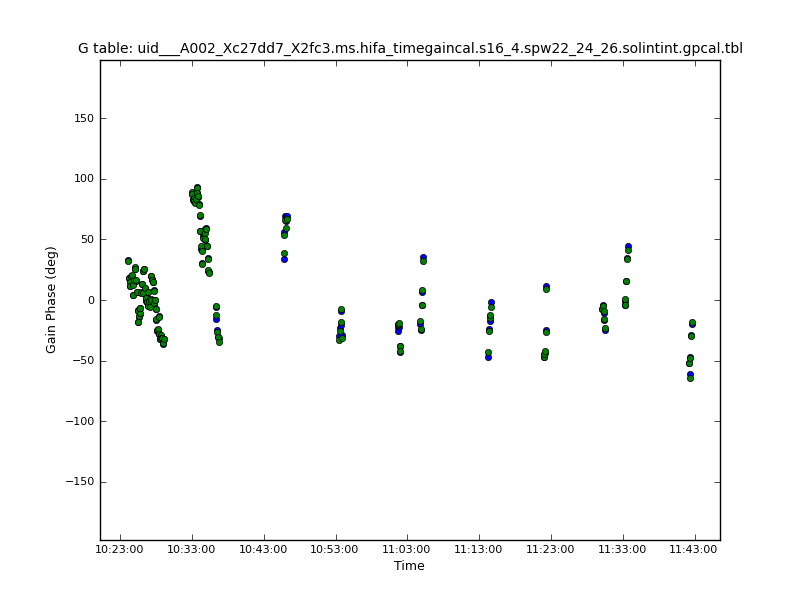 G table: uid___A002_Xc27dd7_X2fc3.ms.hifa_timegaincal.s16_4.spw22_24_26.solintint.gpcal.tbl
150
100
50
0
−50
−100
−150
Gain Phase (deg)
10:23:00 10:33:00 10:43:00 10:53:00 11:03:00 11:13:00 11:23:00 11:33:00 11:43:00
Time